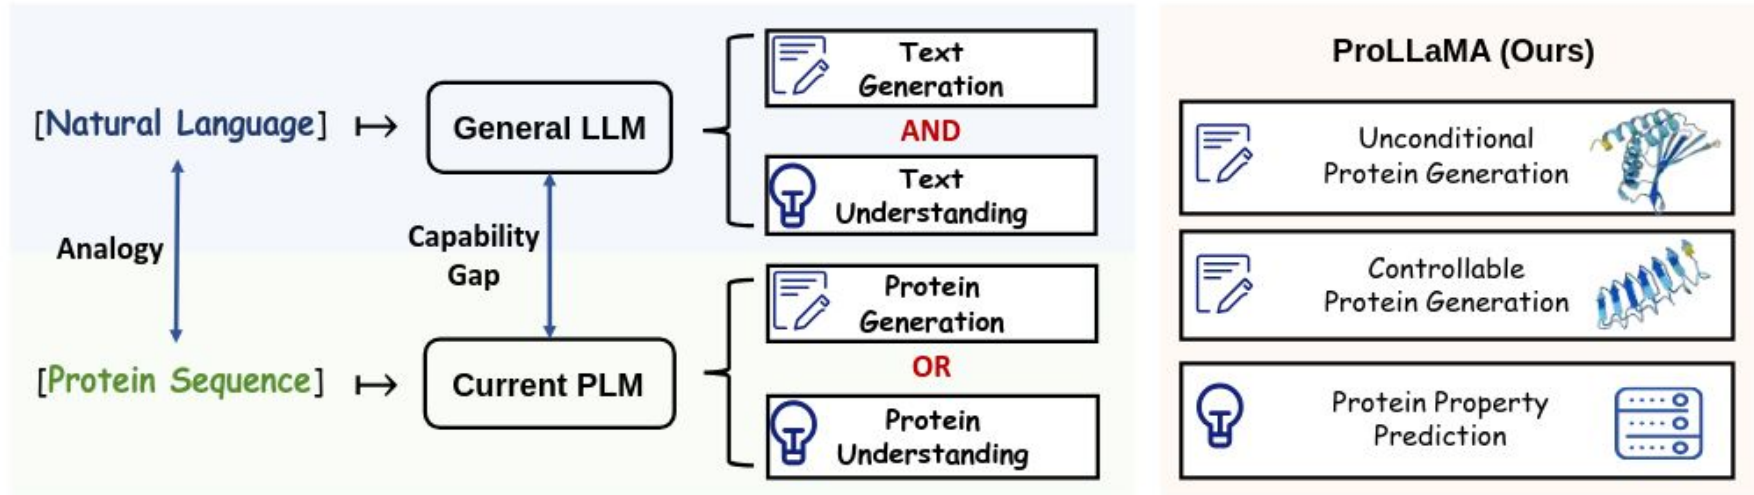 [Natural Language]
General LLM
Text
Generation
AND
Text
Understanding
Analogy
Capability
Gap
[Protein Sequence]
Current PLM
Protein
Generation
OR
Protein
Understanding
ProLLaMA (Ours)
Unconditional
Protein Generation
Controllable
Protein Generation
Protein Property
Prediction